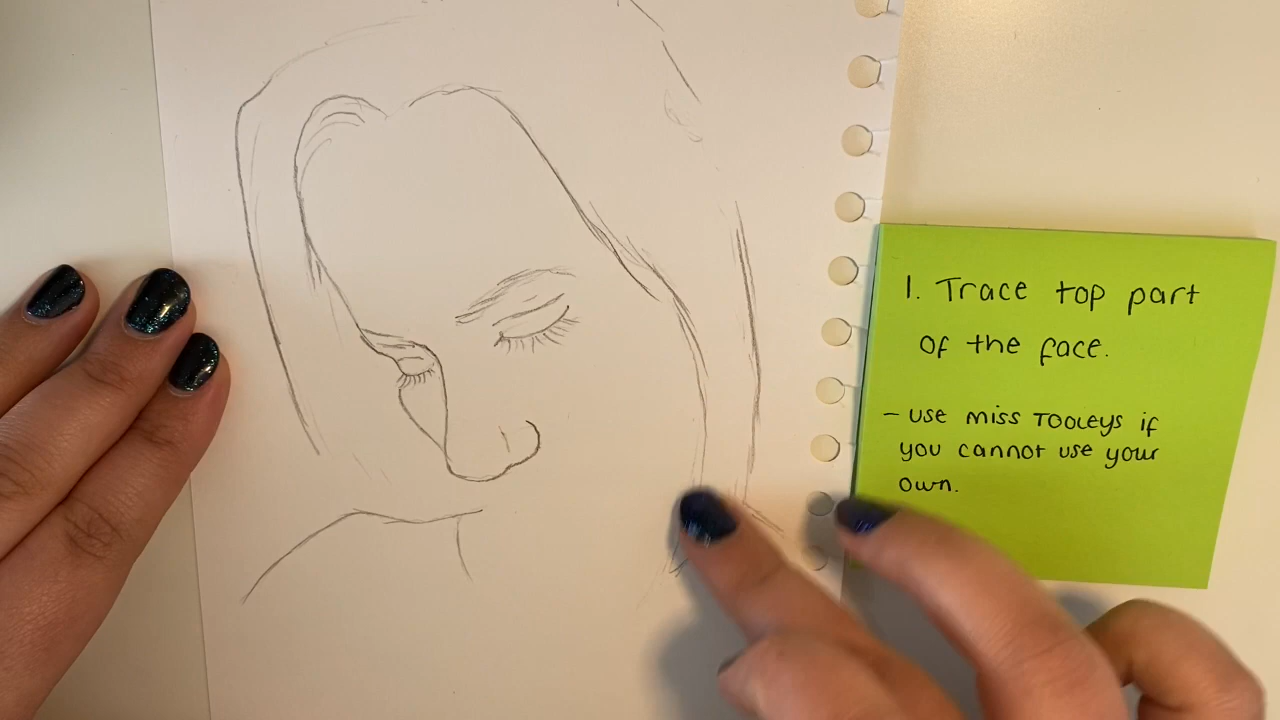 1. Trace top part
of the face.
- use miss Tooleys if
you cannot use your
own.